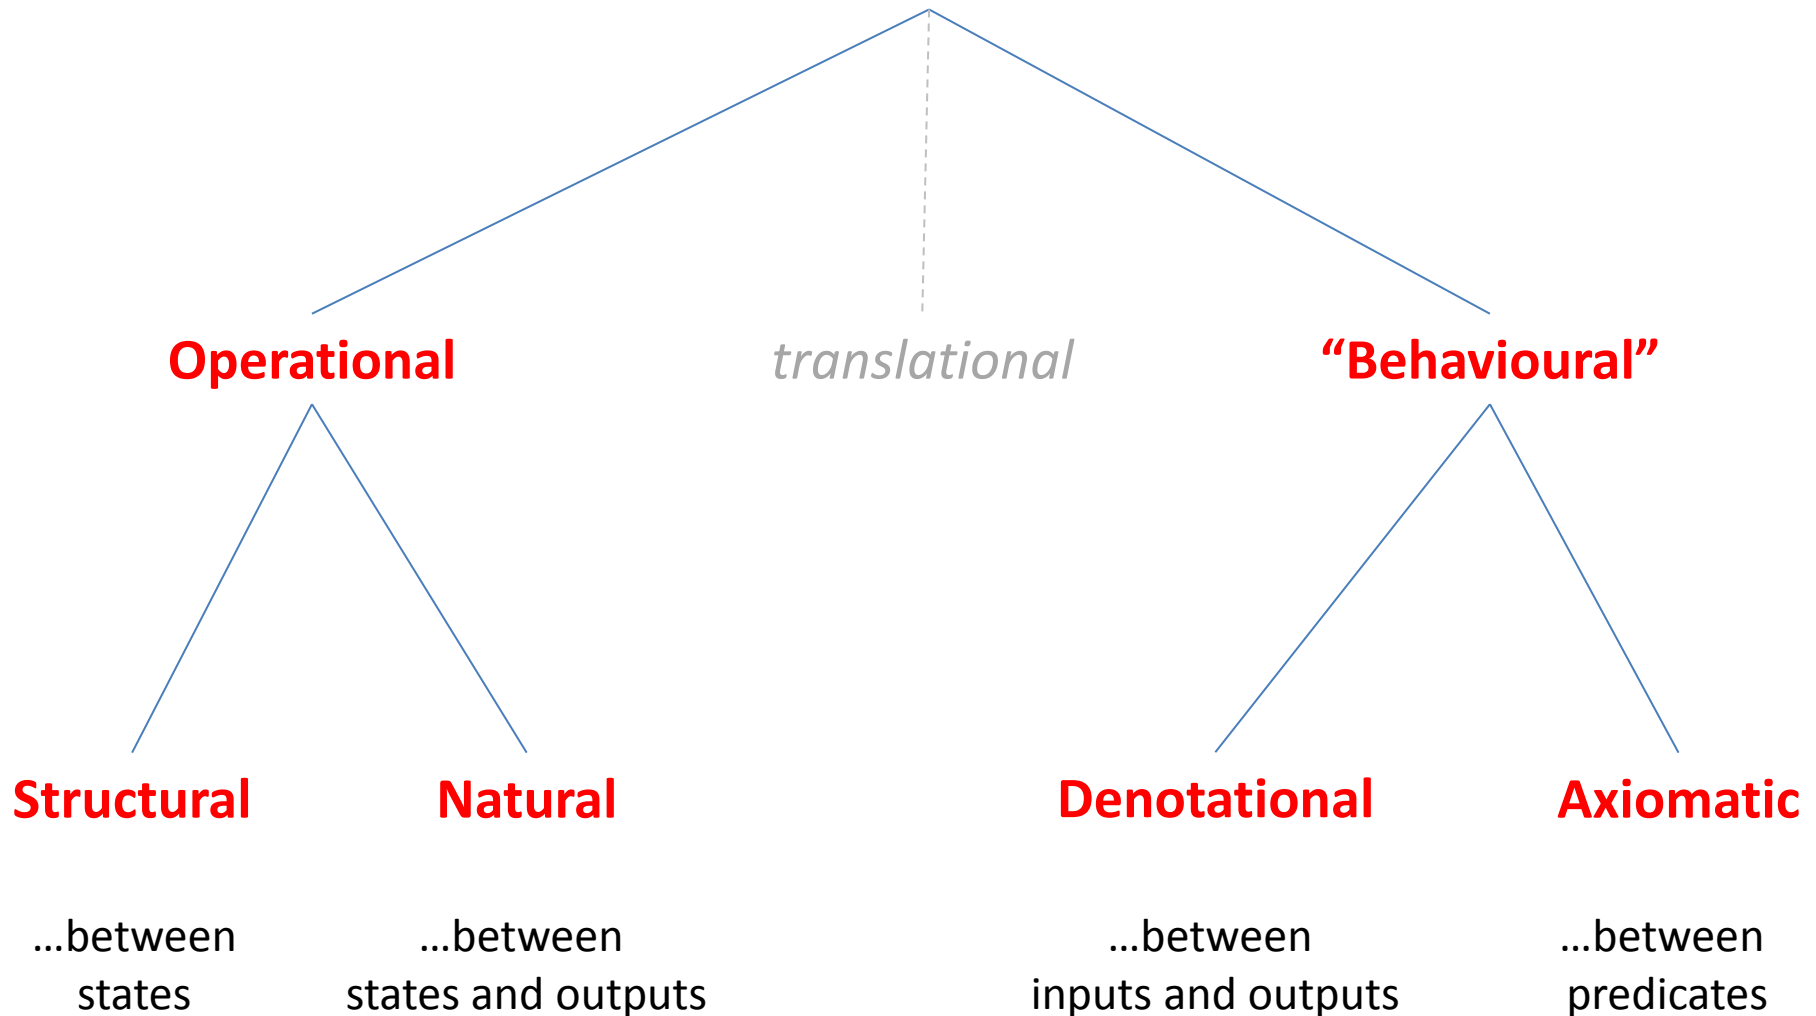 Operational
translational
“Behavioural”
Structural
Natural
Denotational
Axiomatic
...between
states
...between
states and outputs
...between
inputs and outputs
...between
predicates